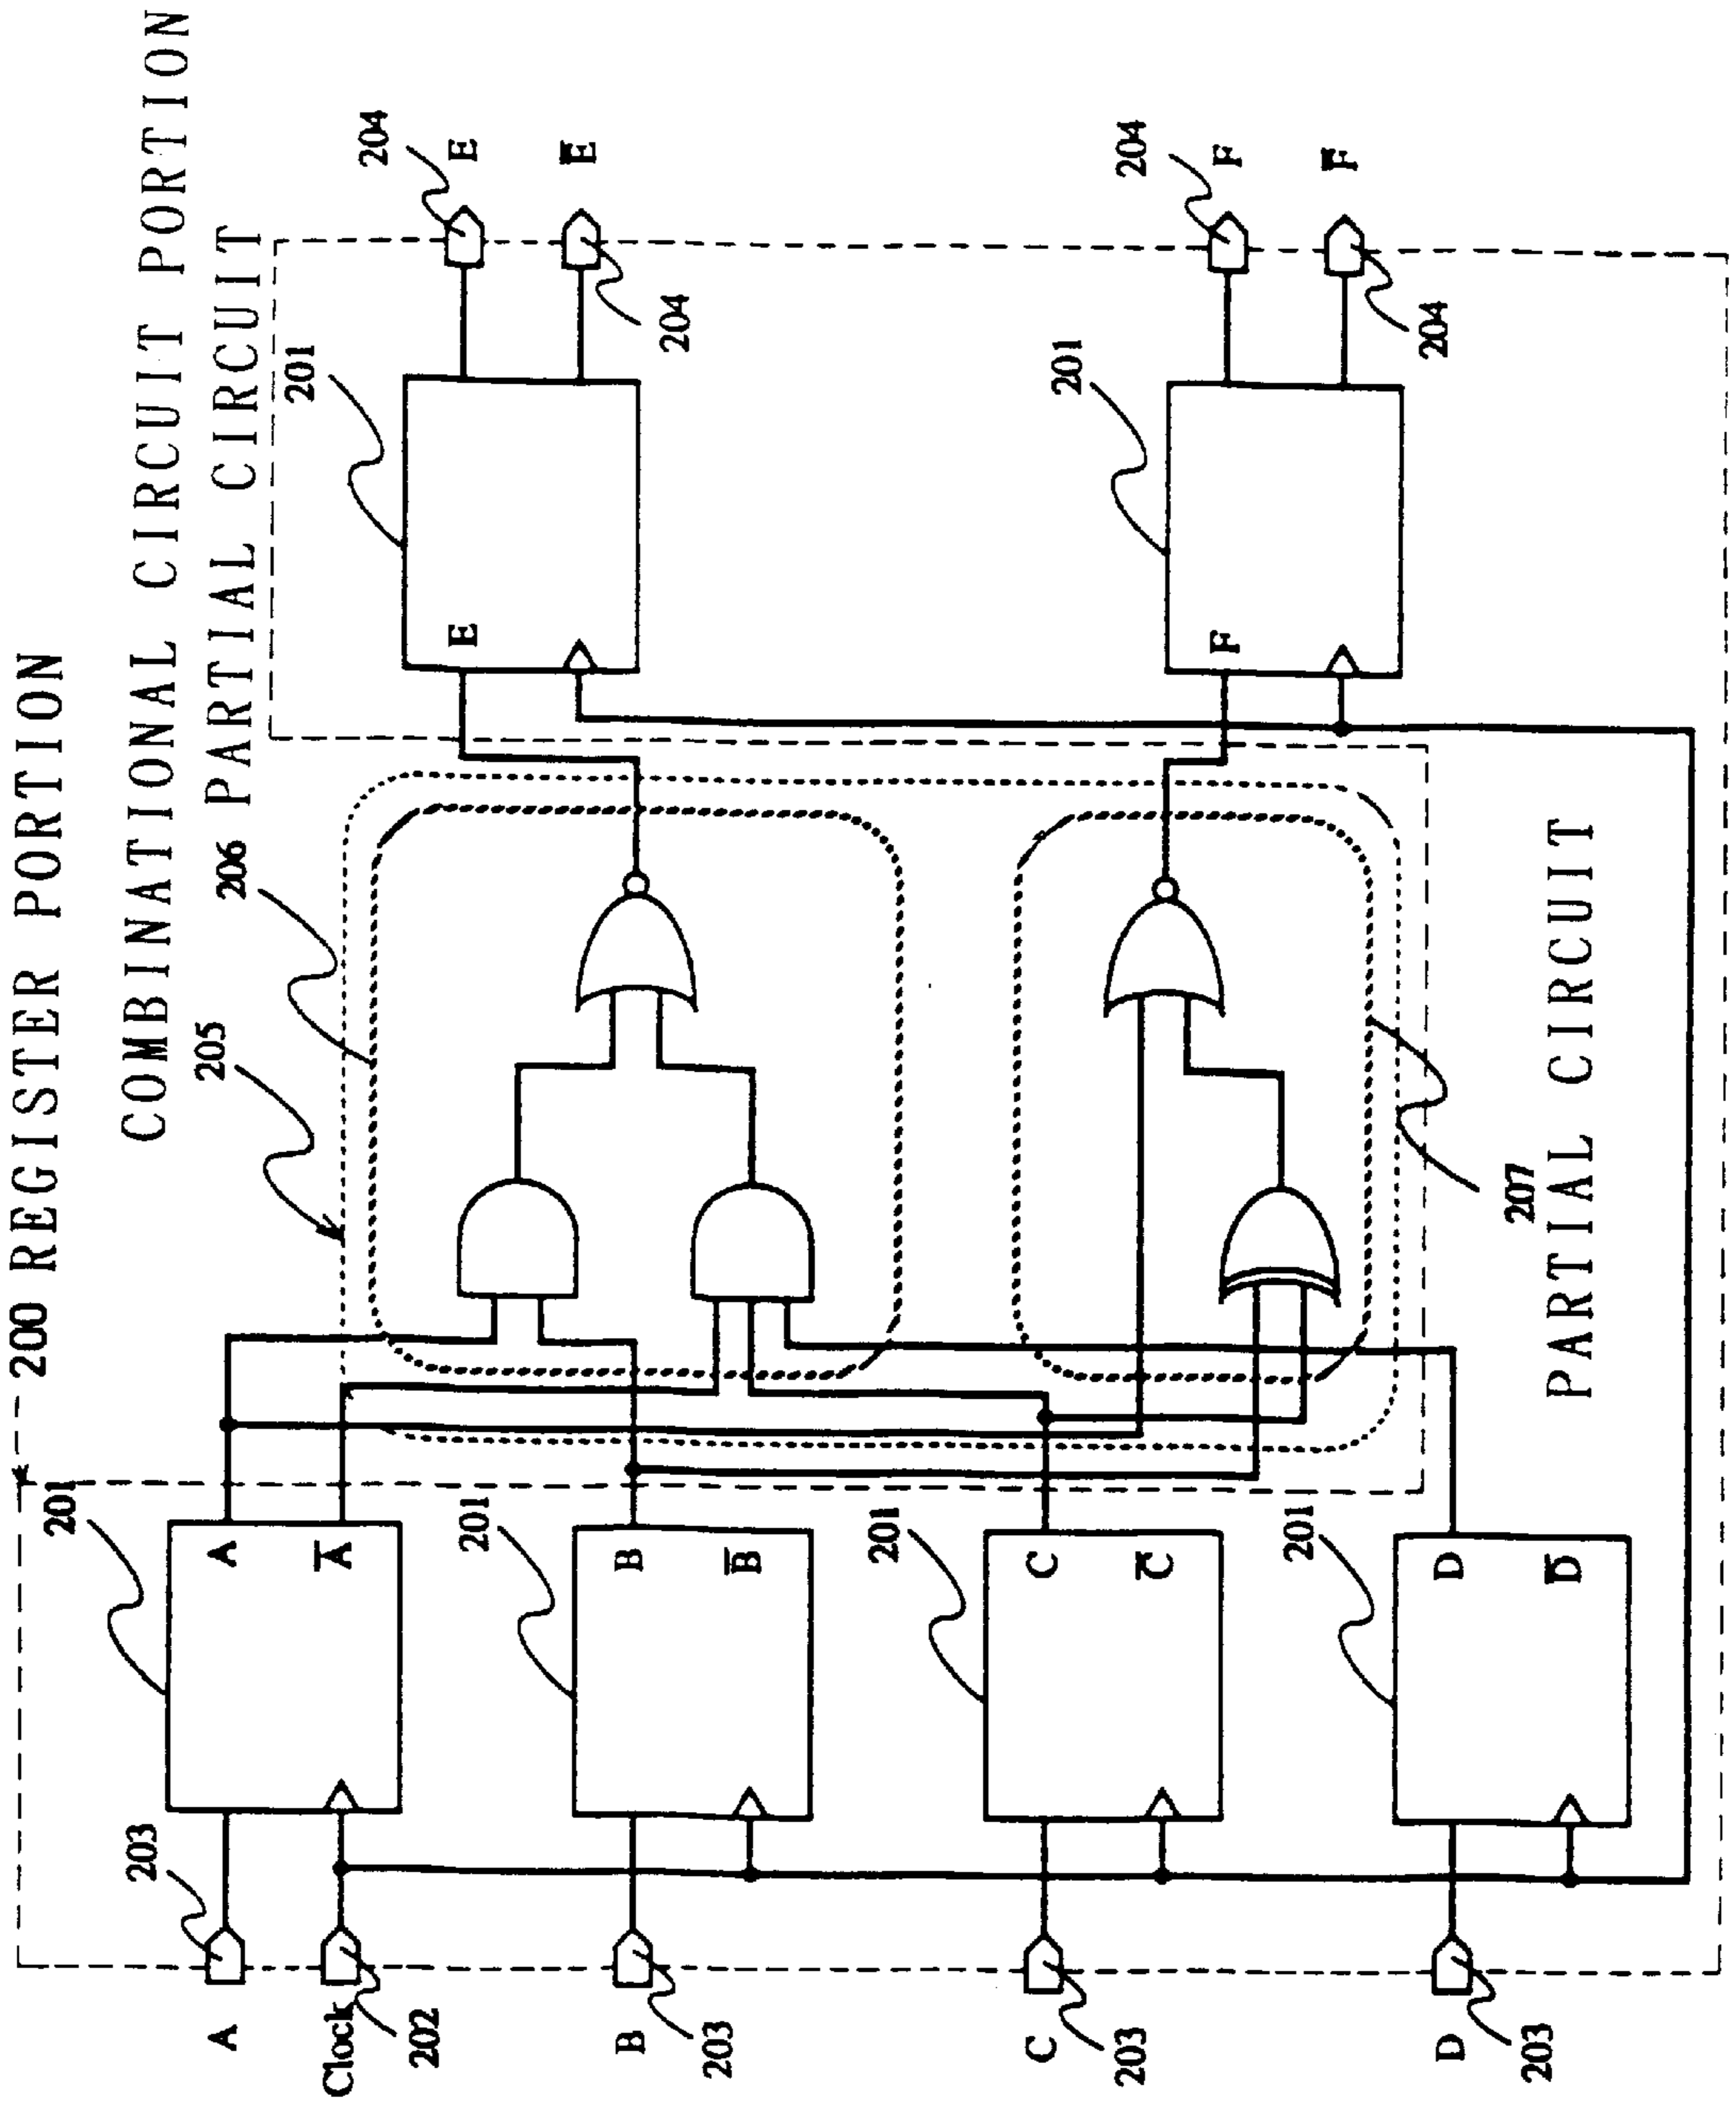 200 REGISTER PORTION
COMBINATIONAL CIRCUIT PORTION
205
206 PARTIAL CIRCUIT
201
201
204
E
E̅
204
E
A
A̅
203
A
Clock
202
201
B
B̅
B
203
201
C
C̅
C
203
201
D
D̅
D
203
201
204
F
F̅
204
F
207
PARTIAL CIRCUIT